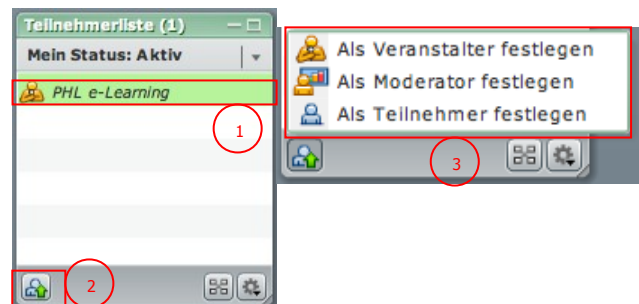 Teilnehmerliste (1)
Mein Status: Aktiv
PHL e-Learning
1
2
Als Veranstalter festlegen
Als Moderator festlegen
Als Teilnehmer festlegen
3